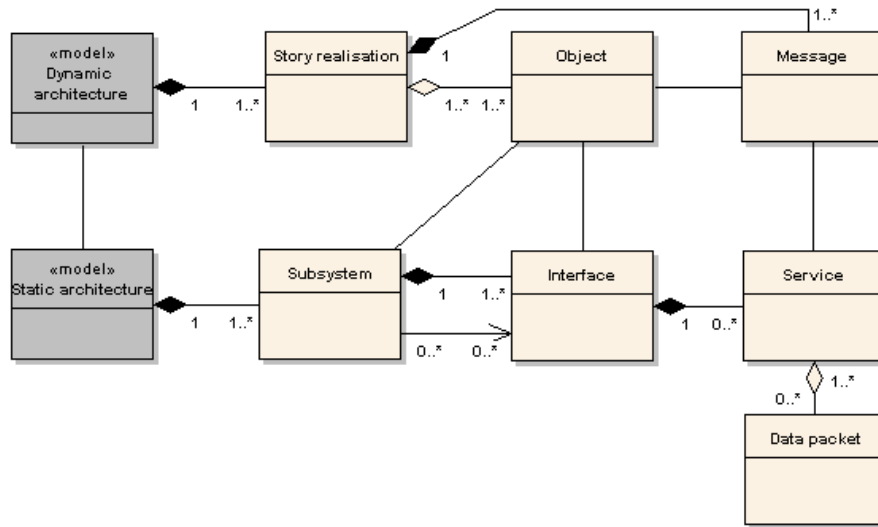 1..*
«model»
Dynamic
architecture
Story realisation
Object
Message
1
1
1..*
1..*
1..*
«model»
Static architecture
Subsystem
Interface
Service
1
1..*
1
1..*
1
0..*
0..*
0..*
1..*
0..*
Data packet